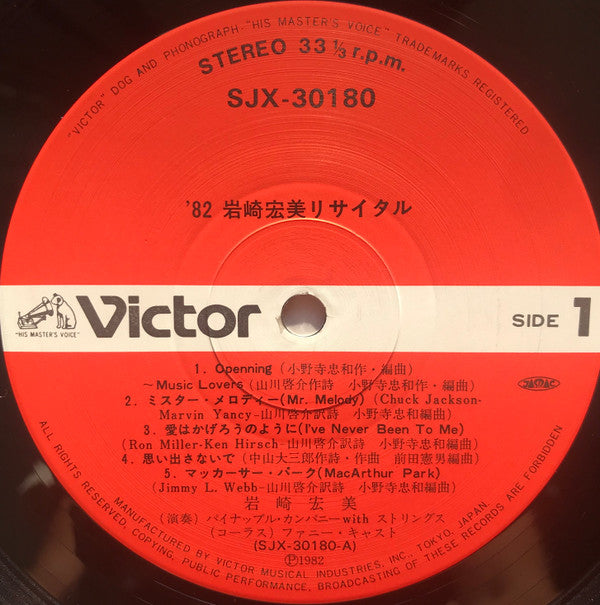 "VICTOR" DOG AND PHONOGRAPH-"HIS MASTER'S VOICE" TRADEMARKS REGISTERED
STEREO 33⅓ r.p.m.
SJX-30180
'82 岩崎宏美リサイタル
"HIS MASTER'S VOICE"
Victor
SIDE 1
1. Openning (小野寺忠和作・編曲)
～Music Lovers (山川啓介作詩 小野寺忠和編曲)
2. ミスター・メロディー(Mr. Melody) (Chuck Jackson-
Marvin Yancy-山川啓介訳詩 小野寺忠和編曲)
3. 愛はかげろうのように(I've Never Been To Me)
(Ron Miller-Ken Hirsch-山川啓介訳詩 小野寺忠和編曲)
4. 思い出さないで (中山大三郎作詩・作曲 前田憲男編曲)
5. マッカーサー・パーク(MacArthur Park)
(Jimmy L. Webb-山川啓介訳詩 小野寺忠和編曲)
JASRAC
岩崎宏美
(演奏) パイナップル・カンパニー with ストリングス
(コーラス) ファニー・キャスト
(SJX-30180-A)
Ⓟ1982
ALL RIGHTS RESERVED, COPYING, PUBLIC PERFORMANCE, BROADCASTING OF THESE RECORDS ARE FORBIDDEN
MANUFACTURED BY VICTOR MUSICAL INDUSTRIES, INC., TOKYO, JAPAN.